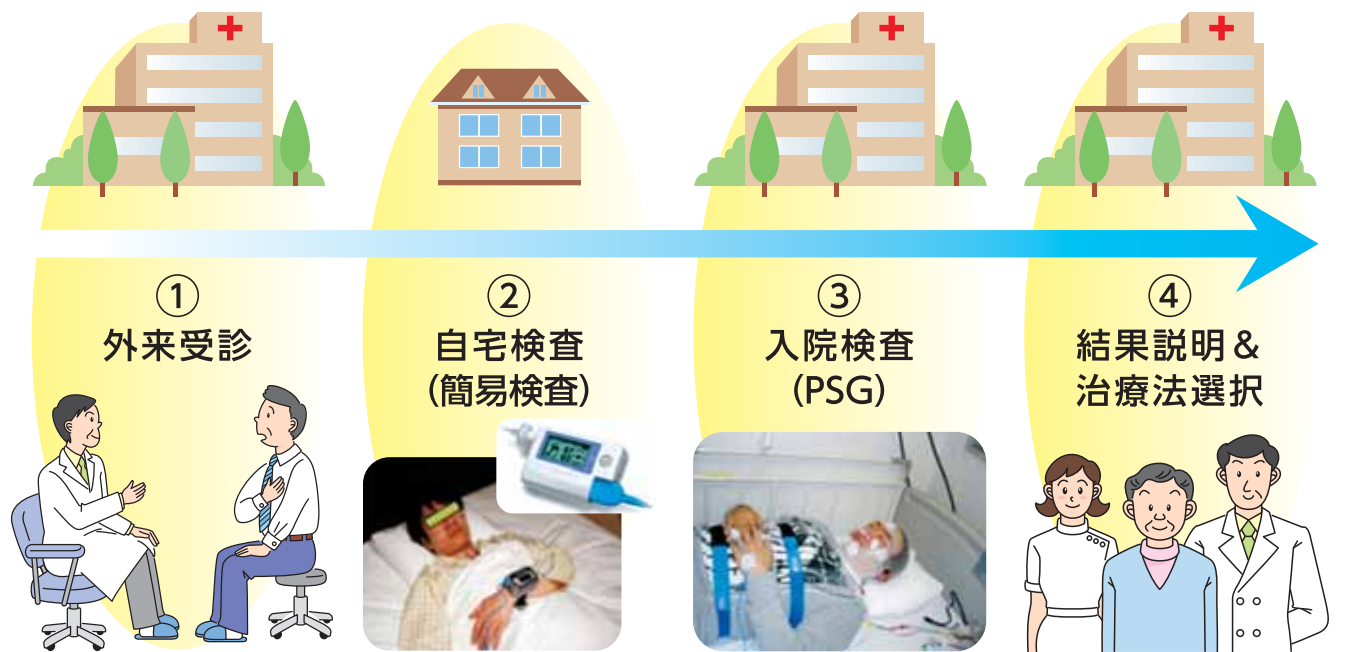 ①
外来受診
②
自宅検査
(簡易検査)
③
入院検査
(PSG)
④
結果説明&
治療法選択